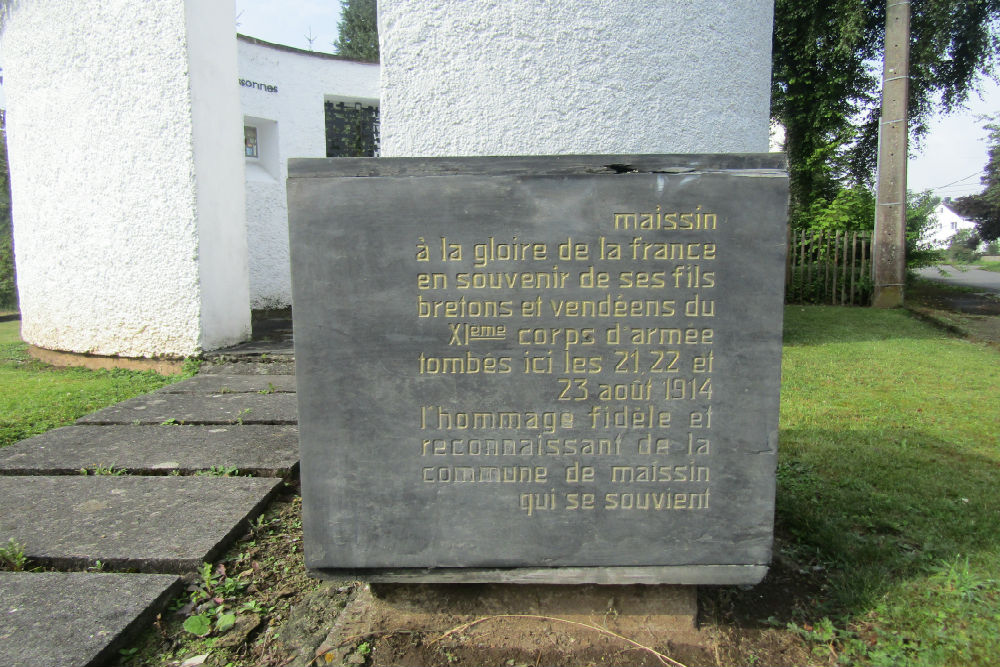 maissin
à la gloire de la france
en souvenir de ses fils
bretons et vendéens du
XIeme corps d'armée
tombés ici les 21 22 et
23 août 1914
l'hommage fidèle et
reconnaissant de la
commune de maissin
qui se souvient